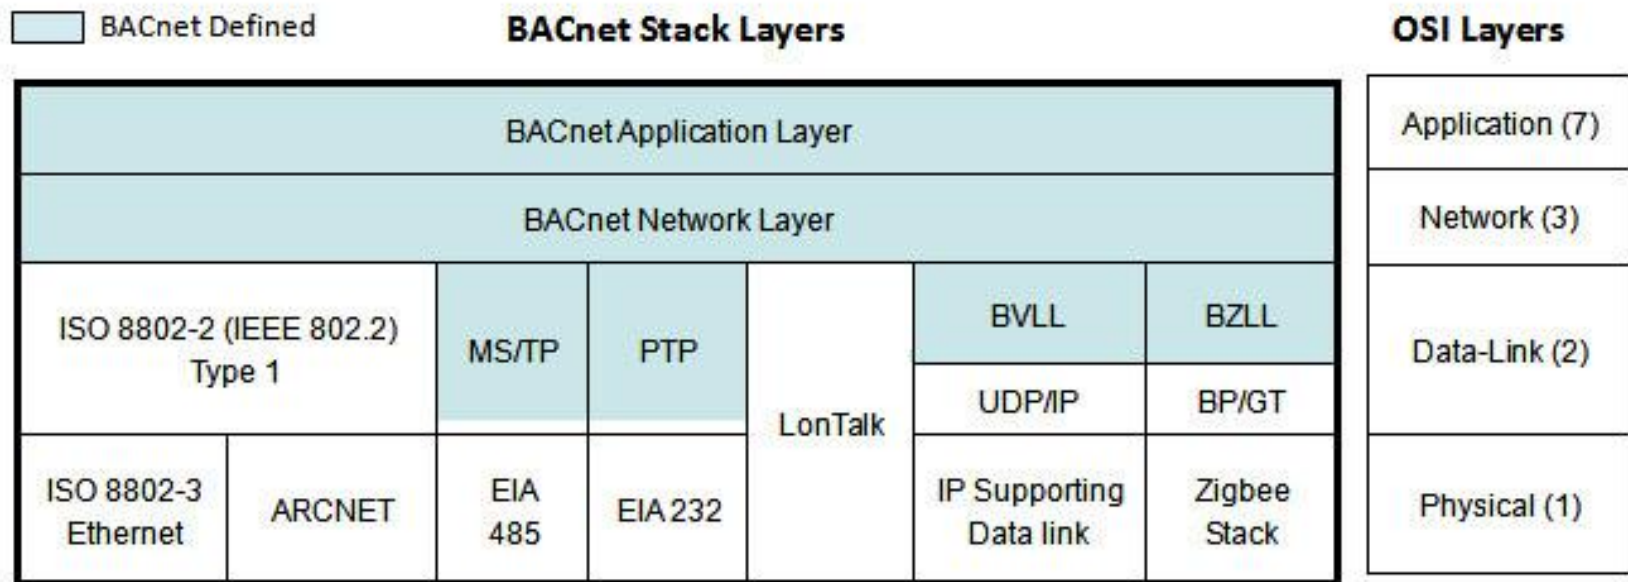 BACnet Defined
BACnet Stack Layers
OSI Layers
BACnet Application Layer
Application (7)
BACnet Network Layer
Network (3)
ISO 8802-2 (IEEE 802.2)
Type 1
MS/TP
PTP
LonTalk
BVLL
BZLL
UDP/IP
BP/GT
Data-Link (2)
ISO 8802-3
Ethernet
ARCNET
EIA
485
EIA 232
IP Supporting
Data link
Zigbee
Stack
Physical (1)